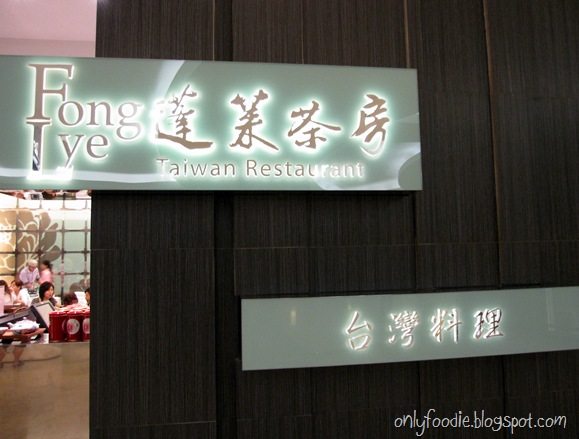 Fong Lye 蓬萊茶房
Taiwan Restaurant
台灣料理
onlyfoodie.blogspot.com